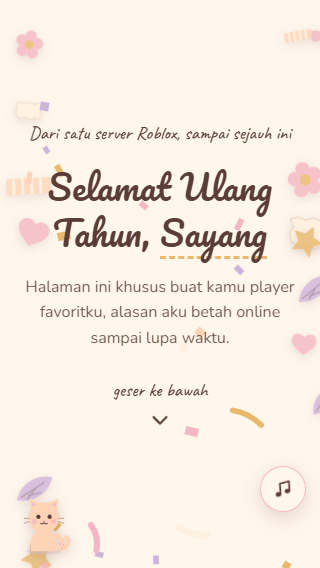 Dari satu server Roblox, sampai sejauh ini
Selamat Ulang
Tahun, Sayang
Halaman ini khusus buat kamu player
favoritku, alasan aku betah online
sampai lupa waktu.
geser ke bawah